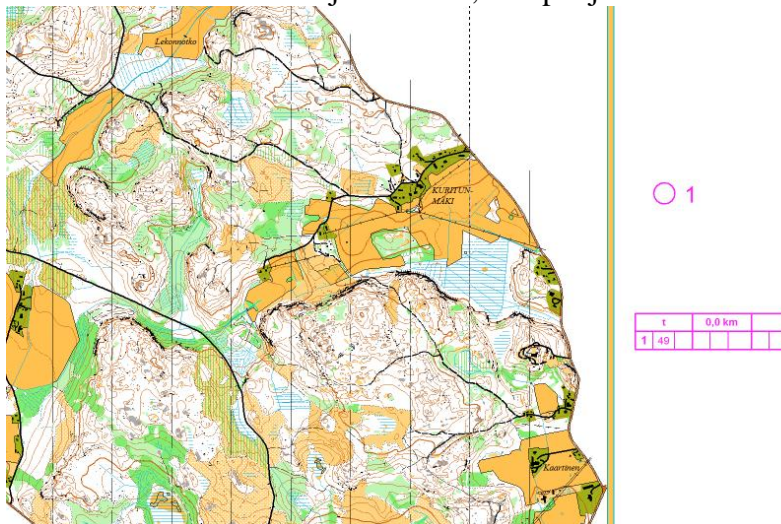 Lekonnotko
KURITUN-
MÄKI
1
t 0,0 km
1 49
Kaartinen